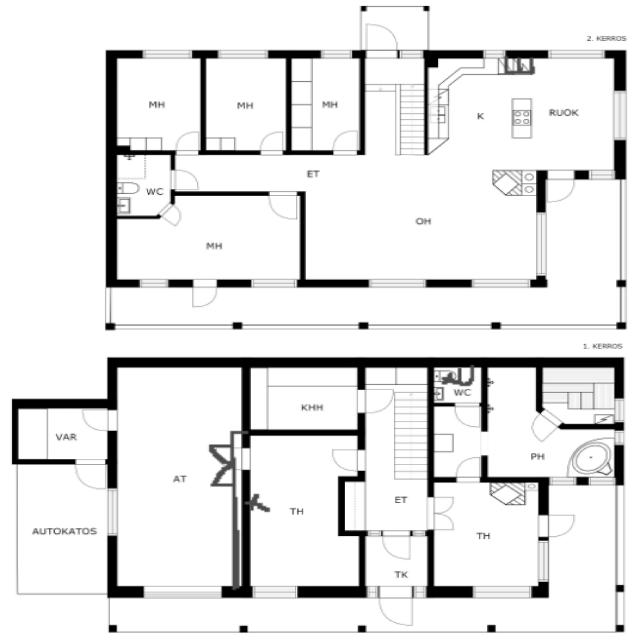 2. KERROS
MH
MH
MH
K
RUOK
ET
WC
OH
MH
1. KERROS
KHH
WC
VAR
PH
AT
ET
AUTOKATOS
TH
TH
TK